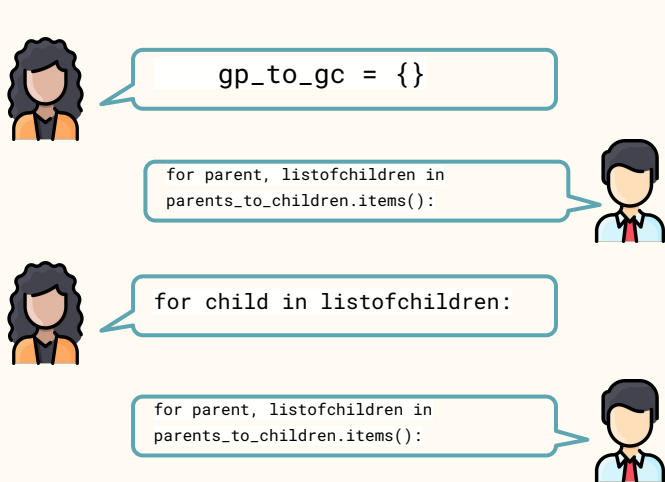 gp_to_gc = {}
for parent, listofchildren in
parents_to_children.items():
for child in listofchildren:
for parent, listofchildren in
parents_to_children.items():